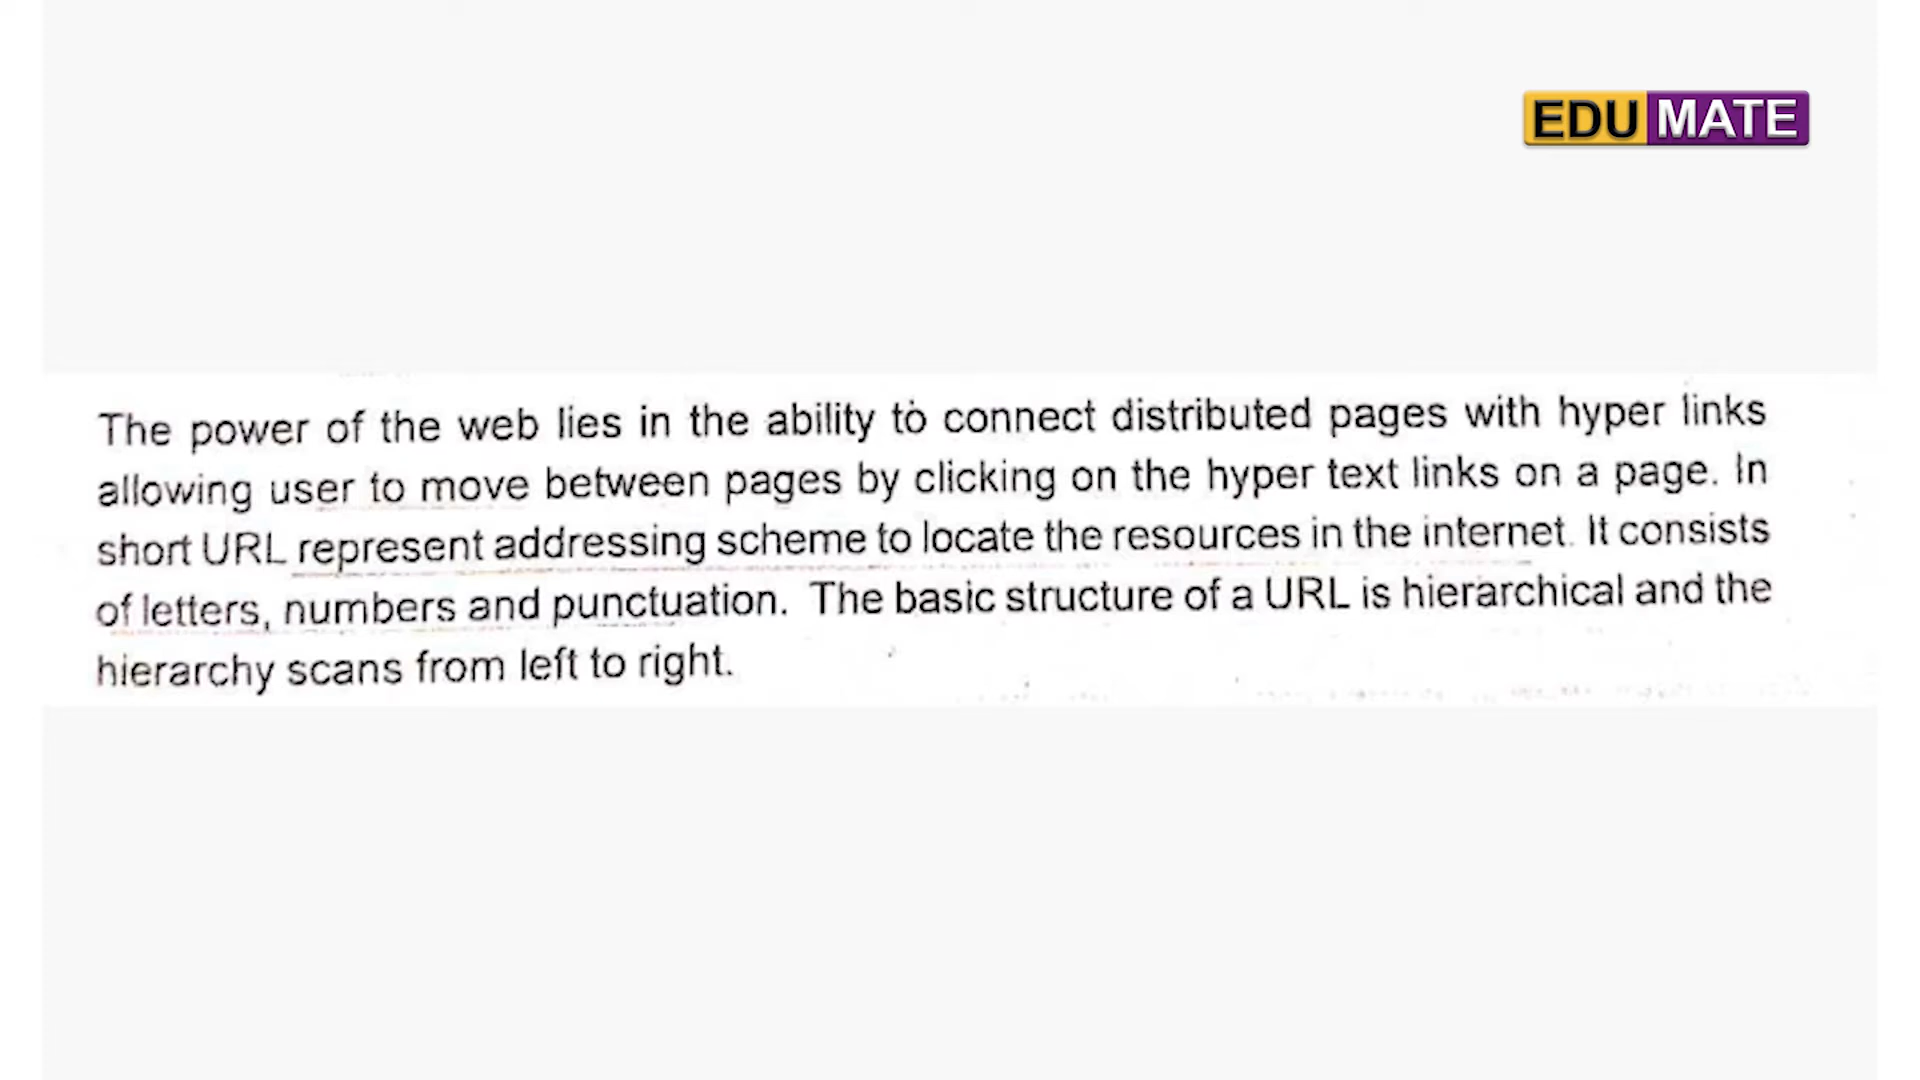 EDUMATE
The power of the web lies in the ability to connect distributed pages with hyper links
allowing user to move between pages by clicking on the hyper text links on a page. In
short URL represent addressing scheme to locate the resources in the internet. It consists
of letters, numbers and punctuation. The basic structure of a URL is hierarchical and the
hierarchy scans from left to right.